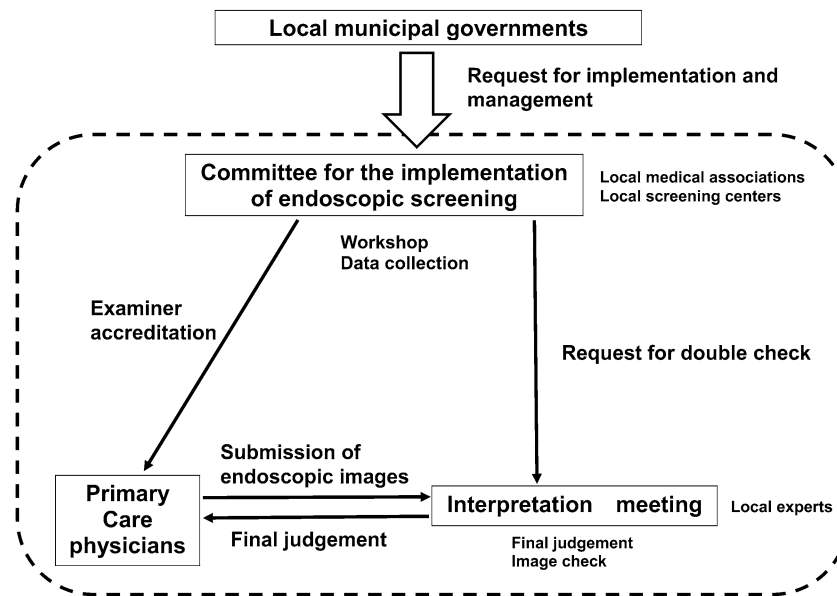 Local municipal governments
Request for implementation and
management
Committee for the implementation
of endoscopic screening
Local medical associations
Local screening centers
Workshop
Data collection
Examiner
accreditation
Request for double check
Submission of
endoscopic images
Primary
Care
physicians
Interpretation meeting
Local experts
Final judgement
Final judgement
Image check